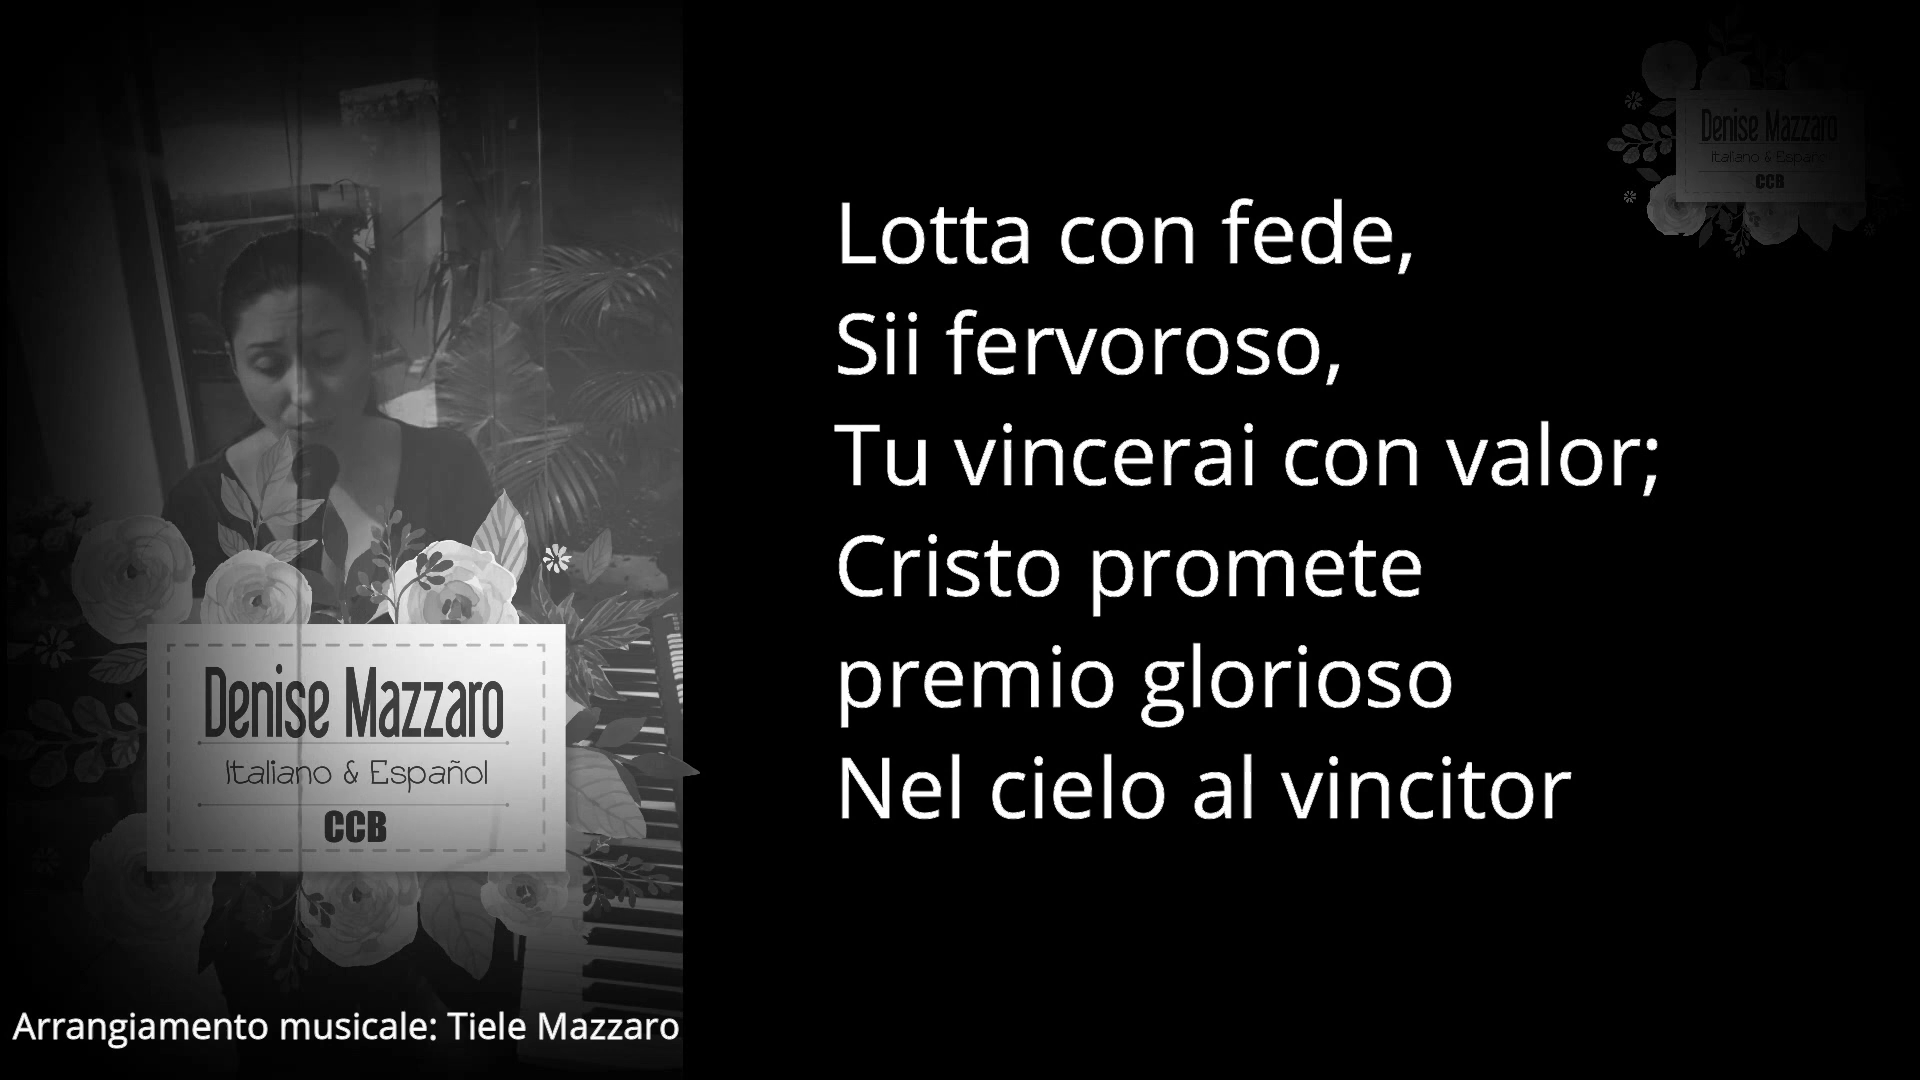 Lotta con fede,
Sii fervoroso,
Tu vincerai con valor;
Cristo promete
premio glorioso
Nel cielo al vincitor
Denise Mazzaro
Italiano & Español
CCB
Arrangiamento musicale: Tiele Mazzaro
Denise Mazzaro
Italiano & Español
CCB